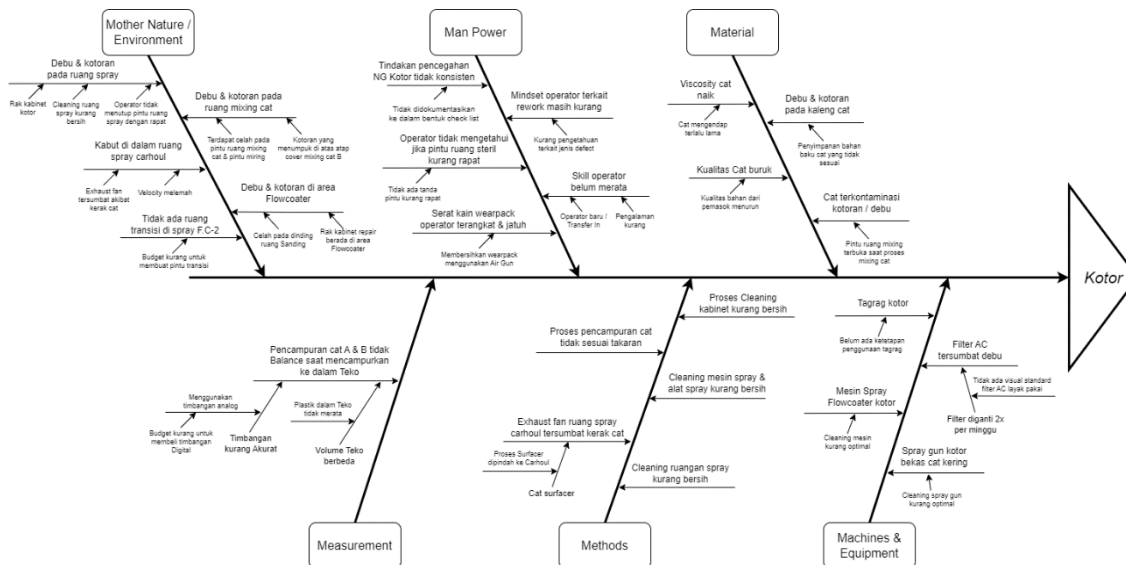 Mother Nature /
Environment
Man Power
Material
Debu & kotoran
pada ruang spray
Rak kabinet
kotor
Cleaning ruang
spray kurang
bersih
Operator tidak
menutup pintu ruang
spray dengan rapat
Debu & kotoran pada
ruang mixing cat
Terdapat celah pada
pintu ruang mixing
cat & pintu miring
Kotoran yang
menumpuk di atas atap
cover mixing cat B
Kabut di dalam ruang
spray carhoul
Exhaust fan
tersumbat akibat
kerak cat
Velocity melemah
Debu & kotoran di area
Flowcoater
Celah pada dinding
ruang Sanding
Rak kabinet repair
berada di area
Flowcoater
Tidak ada ruang
transisi di spray F.C-2
Budget kurang untuk
membuat pintu transisi
Tindakan pencegahan
NG Kotor tidak konsisten
Tidak didokumentasikan
ke dalam bentuk check list
Mindset operator terkait
rework masih kurang
Kurang pengetahuan
terkait jenis defect
Operator tidak mengetahui
jika pintu ruang steril
kurang rapat
Tidak ada tanda
pintu kurang rapat
Skill operator
belum merata
Operator baru /
Transfer In
Pengalaman
kurang
Serat kain wearpack
operator terangkat & jatuh
Membersihkan wearpack
menggunakan Air Gun
Viscosity cat
naik
Cat mengendap
terlalu lama
Debu & kotoran
pada kaleng cat
Penyimpanan bahan
baku cat yang tidak
sesuai
Kualitas Cat buruk
Kualitas bahan dari
pemasok menurun
Cat terkontaminasi
kotoran / debu
Pintu ruang mixing
terbuka saat proses
mixing cat
Kotor
Pencampuran cat A & B tidak
Balance saat mencampurkan
ke dalam Teko
Menggunakan
timbangan analog
Budget kurang untuk
membeli timbangan
Digital
Timbangan
kurang Akurat
Plastik dalam Teko
tidak merata
Volume Teko
berbeda
Proses Cleaning
kabinet kurang bersih
Proses pencampuran cat
tidak sesuai takaran
Cleaning mesin spray &
alat spray kurang bersih
Exhaust fan ruang spray
carhoul tersumbat kerak cat
Proses Surfacer
dipindah ke Carhoul
Cat surfacer
Cleaning ruangan spray
kurang bersih
Tagrag kotor
Belum ada ketetapan
penggunaan tagrag
Filter AC
tersumbat debu
Tidak ada visual standard
filter AC layak pakai
Filter diganti 2x
per minggu
Mesin Spray
Flowcoater kotor
Cleaning mesin
kurang optimal
Spray gun kotor
bekas cat kering
Cleaning spray gun
kurang optimal
Measurement
Methods
Machines &
Equipment